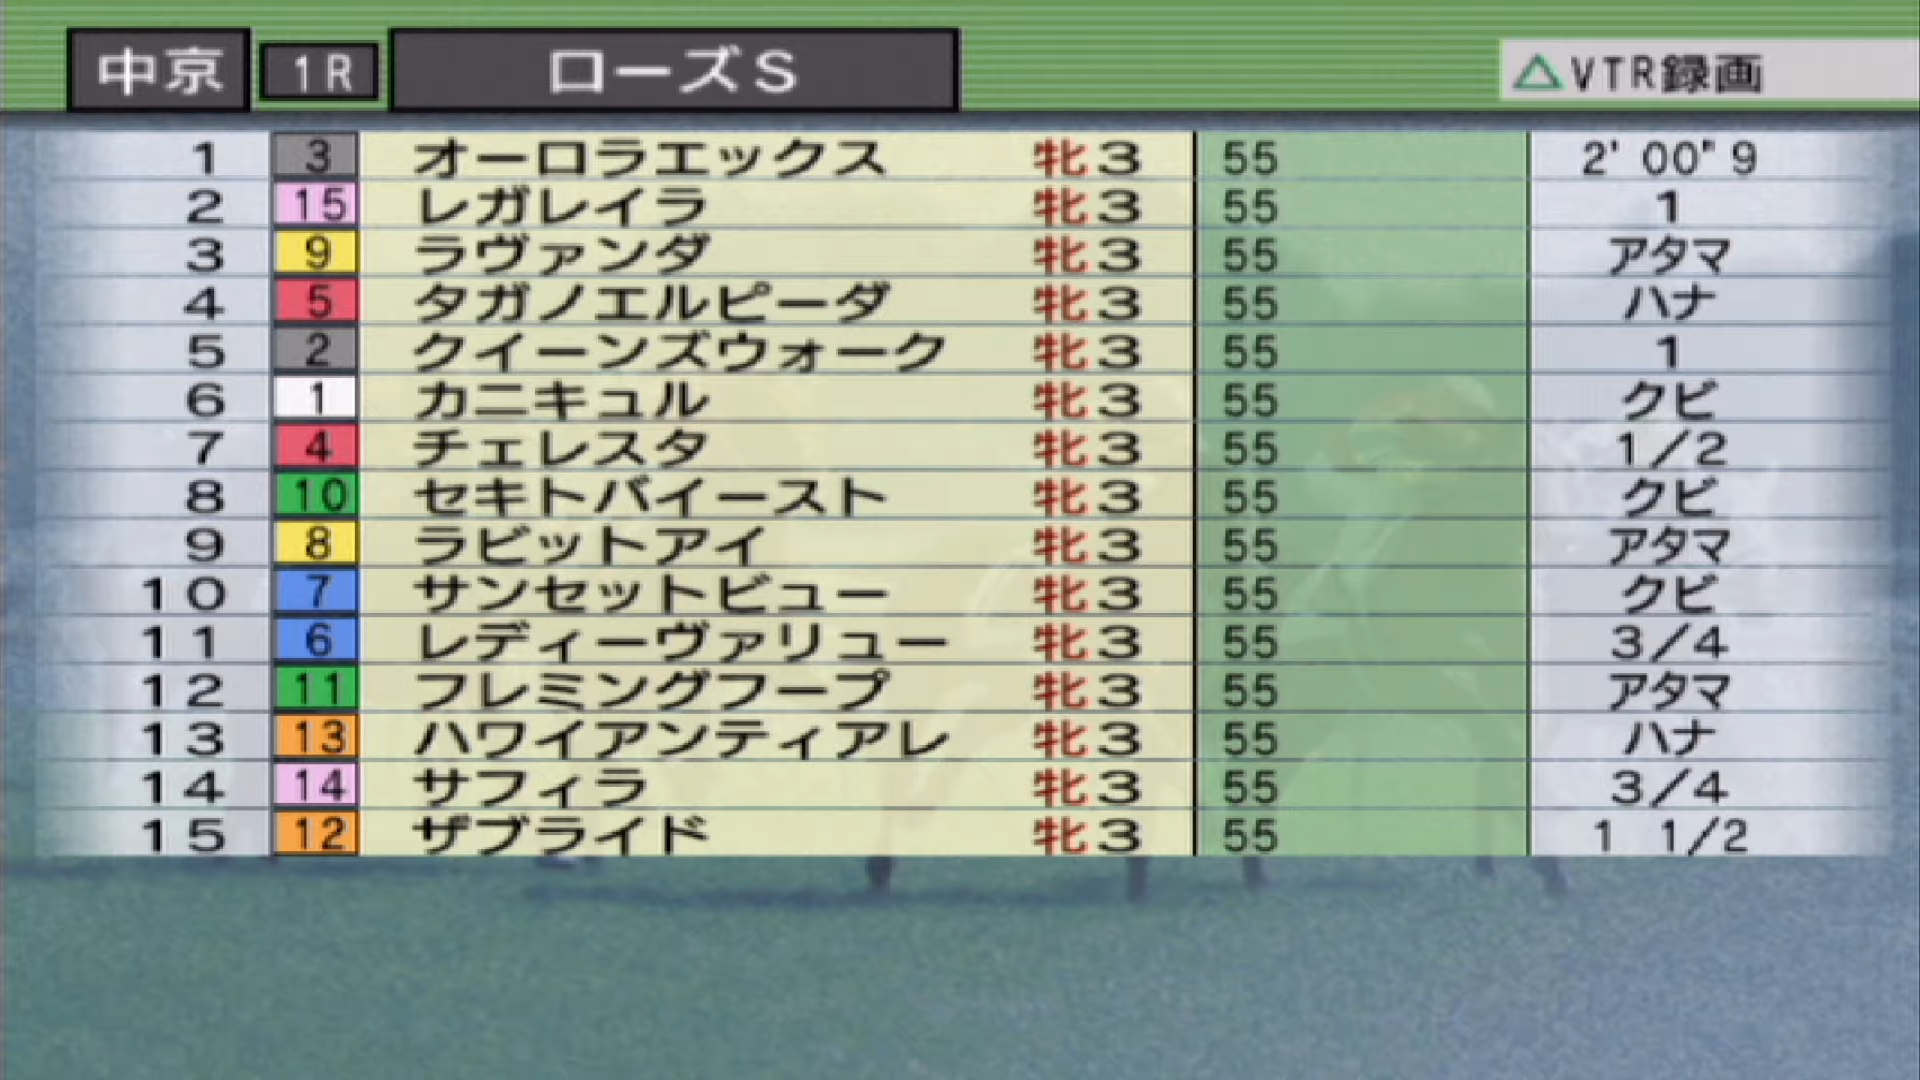 中京 1R ローズS △VTR録画
1 3 オーロラエックス 牝3 55 2' 00" 9
2 15 レガレイラ 牝3 55 1
3 9 ラヴァンダ 牝3 55 アタマ
4 5 タガノエルピーダ 牝3 55 ハナ
5 2 クイーンズウォーク 牝3 55 1
6 1 カニキュル 牝3 55 クビ
7 4 チェレスタ 牝3 55 1/2
8 10 セキトバイースト 牝3 55 クビ
9 8 ラビットアイ 牝3 55 アタマ
10 7 サンセットビュー 牝3 55 クビ
11 6 レディーヴァリュー 牝3 55 3/4
12 11 フレミングフープ 牝3 55 アタマ
13 13 ハワイアンティアレ 牝3 55 ハナ
14 14 サフィラ 牝3 55 3/4
15 12 ザブライド 牝3 55 1 1/2